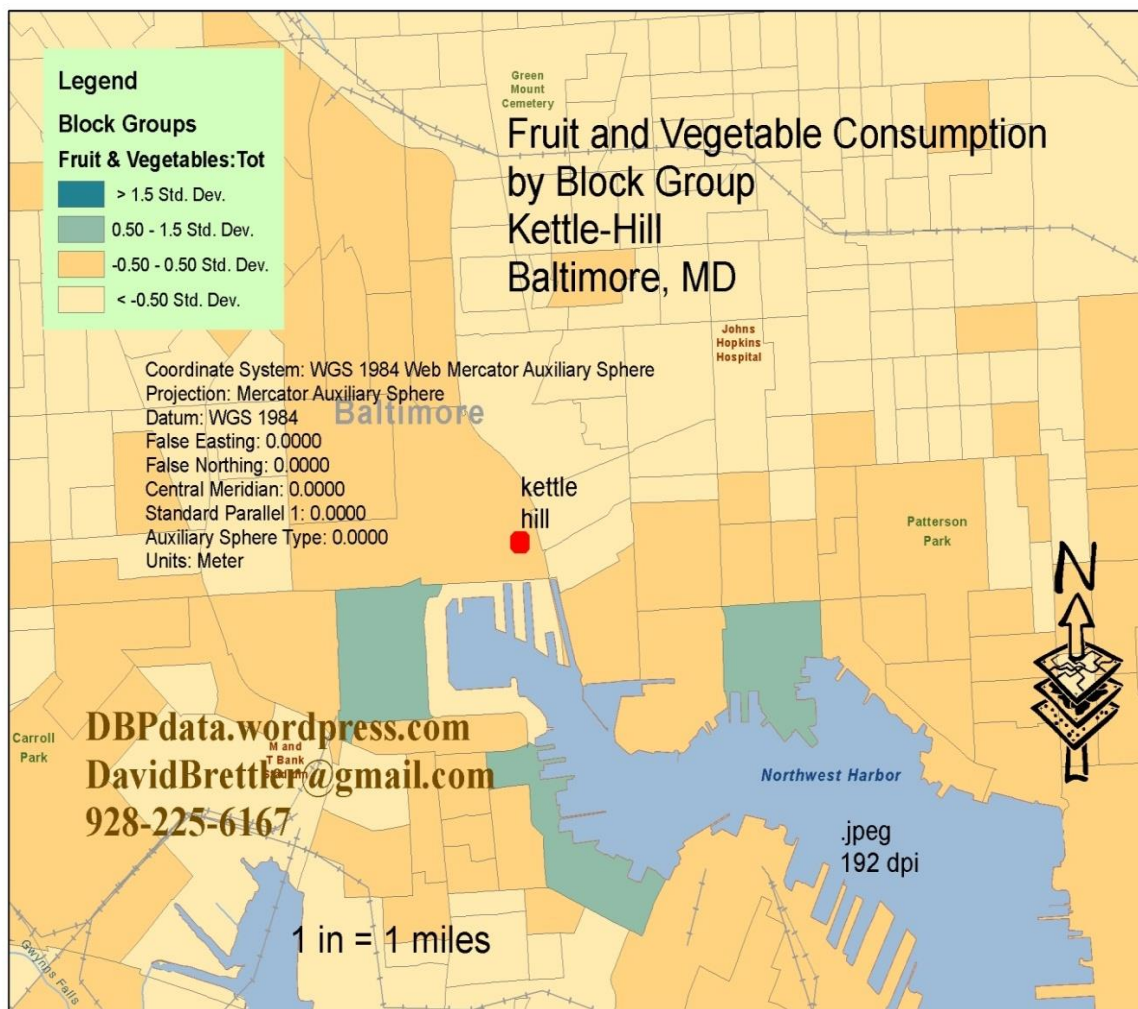 Legend
Block Groups
Fruit & Vegetables:Tot
> 1.5 Std. Dev.
0.50 - 1.5 Std. Dev.
-0.50 - 0.50 Std. Dev.
< -0.50 Std. Dev.
Green
Mount
Cemetery
Fruit and Vegetable Consumption
by Block Group
Kettle-Hill
Baltimore, MD
Johns
Hopkins
Hospital
Coordinate System: WGS 1984 Web Mercator Auxiliary Sphere
Projection: Mercator Auxiliary Sphere
Datum: WGS 1984
False Easting: 0.0000
False Northing: 0.0000
Central Meridian: 0.0000
Standard Parallel 1: 0.0000
Auxiliary Sphere Type: 0.0000
Units: Meter
Baltimore
kettle
hill
Patterson
Park
N
Carroll
Park
DBPdata.wordpress.com
DavidBrettler@gmail.com
928-225-6167
M and
T Bank
Stadium
Northwest Harbor
.jpeg
192 dpi
1 in = 1 miles
Gwynns Falls